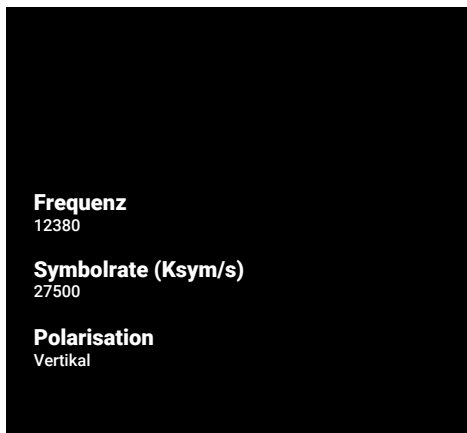 Frequenz
12380
Symbolrate (Ksym/s)
27500
Polarisation
Vertikal